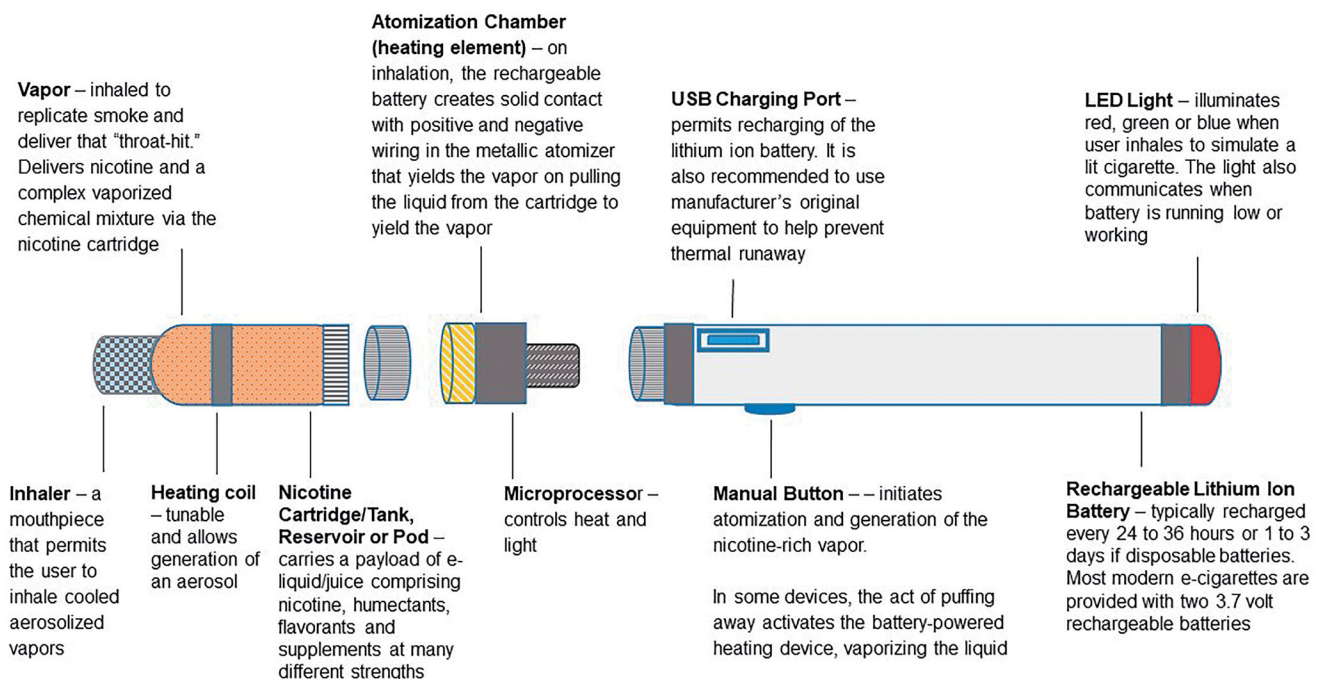 Atomization Chamber
(heating element) – on
inhalation, the rechargeable
battery creates solid contact
with positive and negative
wiring in the metallic atomizer
that yields the vapor on pulling
the liquid from the cartridge to
yield the vapor
Vapor – inhaled to
replicate smoke and
deliver that “throat-hit.”
Delivers nicotine and a
complex vaporized
chemical mixture via the
nicotine cartridge
USB Charging Port –
permits recharging of the
lithium ion battery. It is
also recommended to use
manufacturer’s original
equipment to help prevent
thermal runaway
LED Light – illuminates
red, green or blue when
user inhales to simulate a
lit cigarette. The light also
communicates when
battery is running low or
working
Inhaler – a
mouthpiece
that permits
the user to
inhale cooled
aerosolized
vapors
Heating coil
– tunable
and allows
generation of
an aerosol
Nicotine
Cartridge/Tank,
Reservoir or Pod –
carries a payload of e-
liquid/juice comprising
nicotine, humectants,
flavorants and
supplements at many
different strengths
Microprocessor –
controls heat and
light
Manual Button – – initiates
atomization and generation of the
nicotine-rich vapor.
In some devices, the act of puffing
away activates the battery-powered
heating device, vaporizing the liquid
Rechargeable Lithium Ion
Battery – typically recharged
every 24 to 36 hours or 1 to 3
days if disposable batteries.
Most modern e-cigarettes are
provided with two 3.7 volt
rechargeable batteries